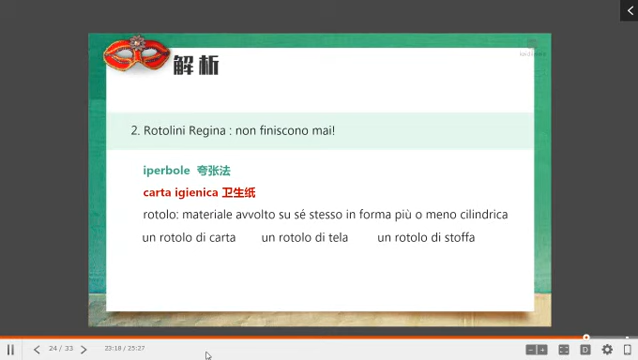 解析
2. Rotolini Regina : non finiscono mai!
iperbole 夸张法
carta igienica 卫生纸
rotolo: materiale avvolto su sé stesso in forma più o meno cilindrica
un rotolo di carta un rotolo di tela un rotolo di stoffa
24 / 33 23:18 / 25:27